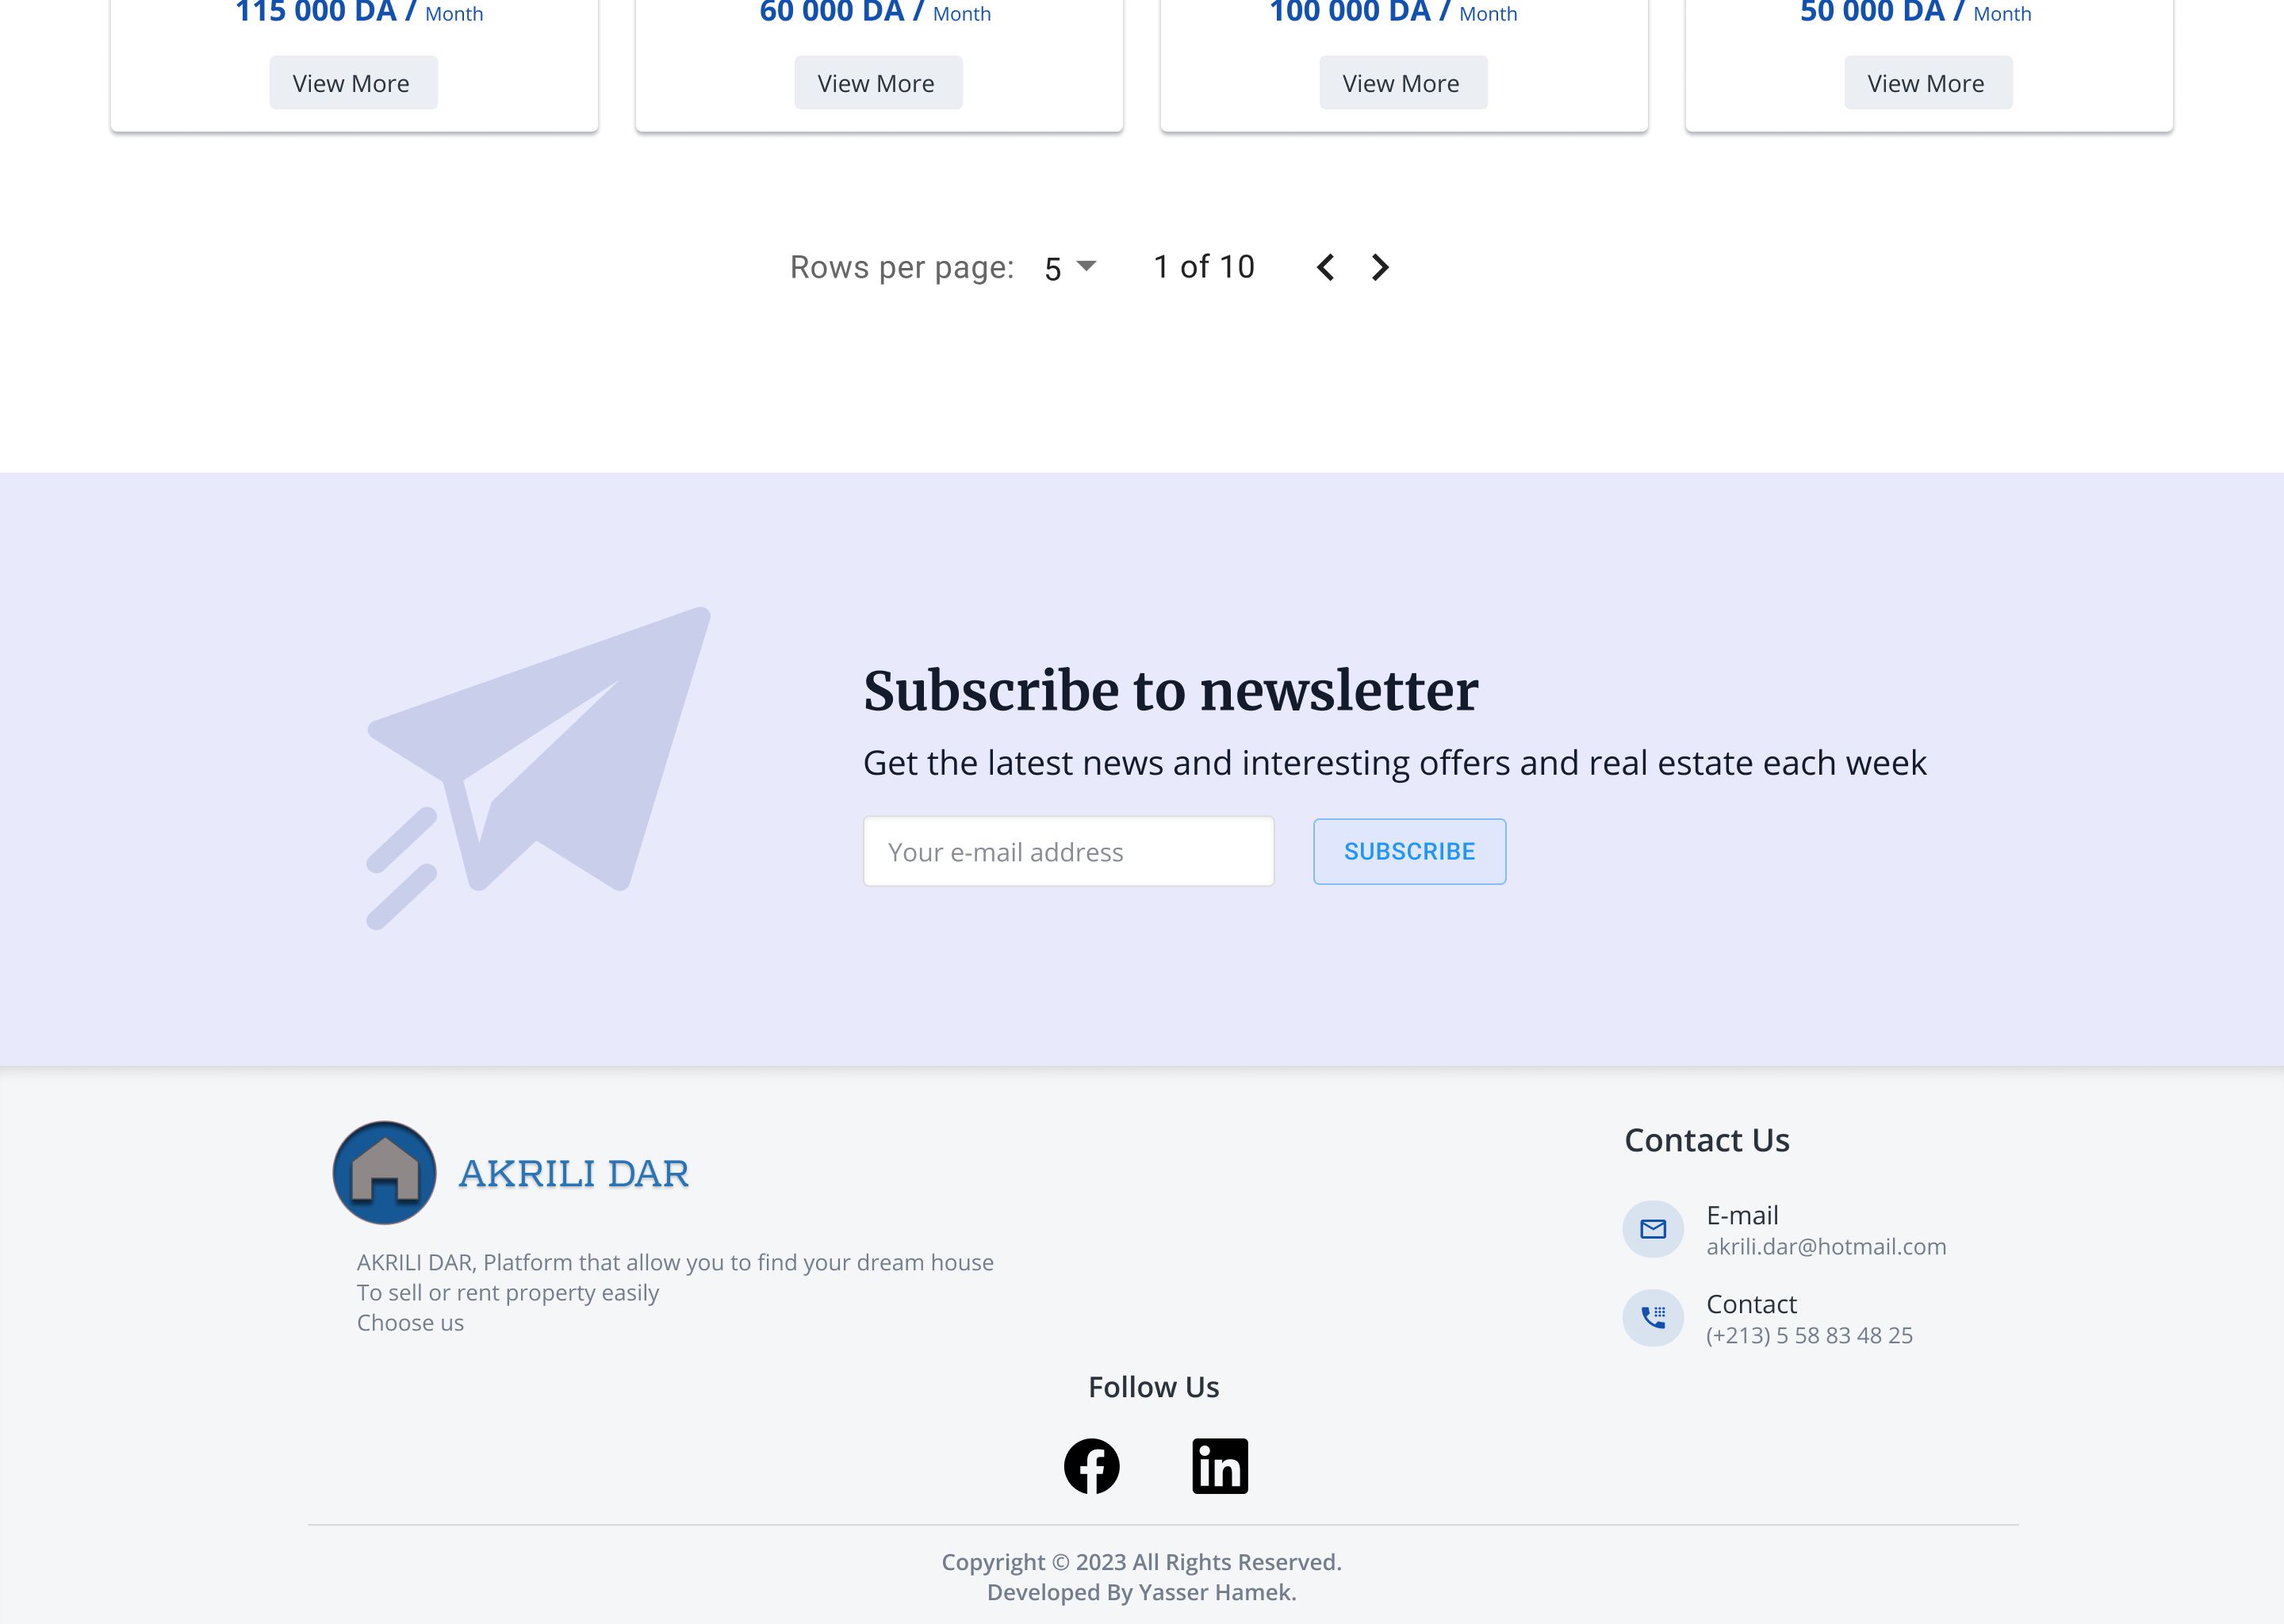 115 000 DA / Month
60 000 DA / Month
100 000 DA / Month
50 000 DA / Month
View More
View More
View More
View More
Rows per page: 5 1 of 10
Subscribe to newsletter
Get the latest news and interesting offers and real estate each week
Your e-mail address
SUBSCRIBE
AKRILI DAR
AKRILI DAR, Platform that allow you to find your dream house
To sell or rent property easily
Choose us
Contact Us
E-mail
akrili.dar@hotmail.com
Contact
(+213) 5 58 83 48 25
Follow Us
Copyright © 2023 All Rights Reserved.
Developed By Yasser Hamek.